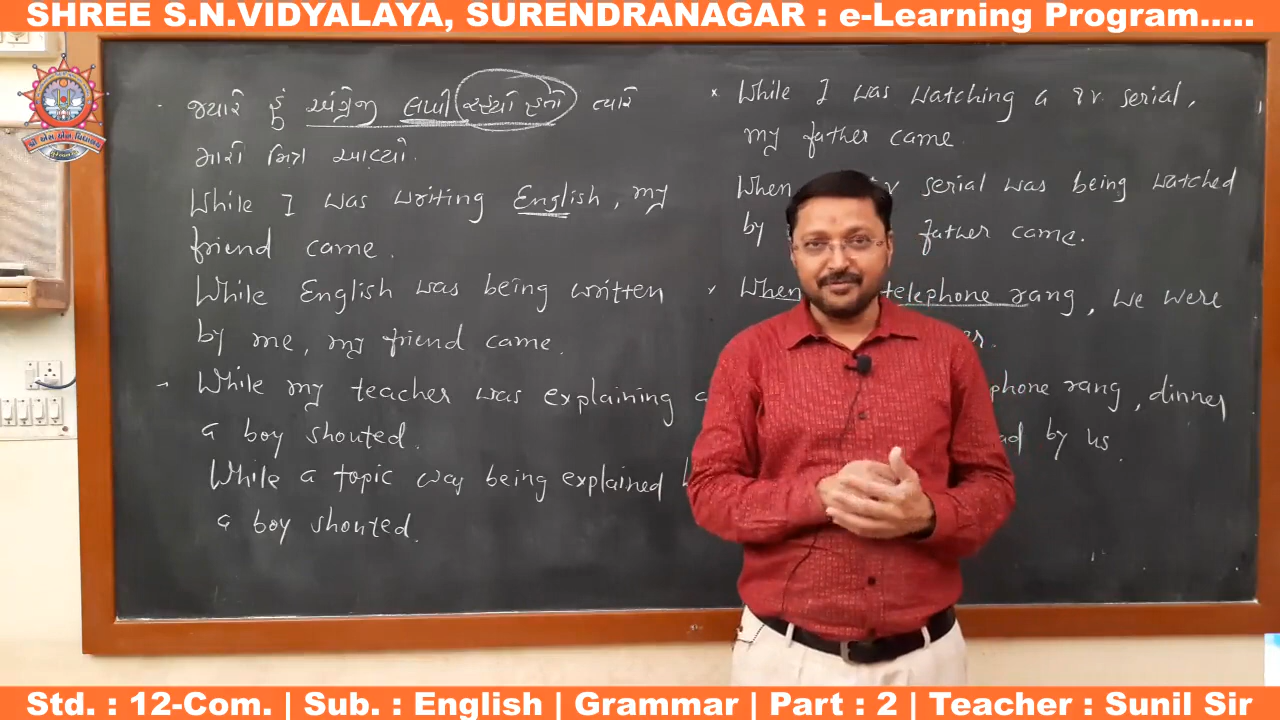 SHREE S.N.VIDYALAYA, SURENDRANAGAR : e-Learning Program.....
જ્યારે હું અંગ્રેજી લખી રહ્યો હતો ત્યારે
મારો મિત્ર આવ્યો.
While I was writing English, my
friend came.
While English was being written
by me, my friend came.
While my teacher was explaining a
a boy shouted.
While a topic was being explained
a boy shouted.
While I was watching a T.V. serial,
my father came.
When TV serial was being watched
by father came.
When telephone rang, we were
phone rang, dinner
by us.
Std. : 12-Com. | Sub. : English | Grammar | Part : 2 | Teacher : Sunil Sir